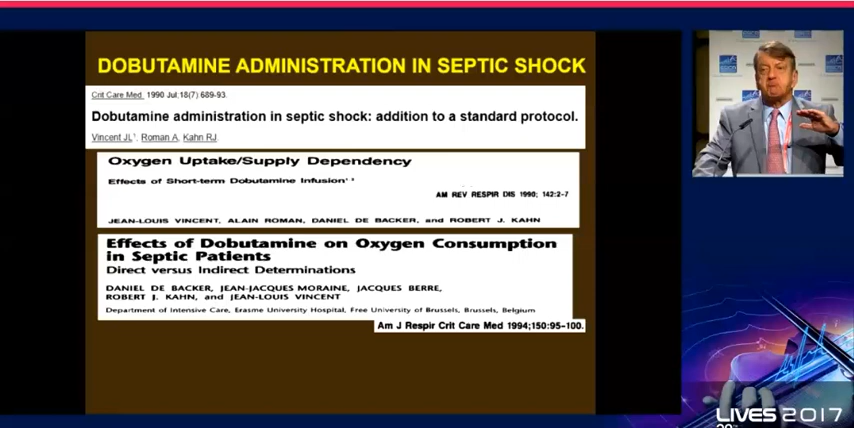 DOBUTAMINE ADMINISTRATION IN SEPTIC SHOCK
Crit Care Med. 1990 Jul;18(7) 689-93.
Dobutamine administration in septic shock: addition to a standard protocol.
Vincent JL¹, Roman A, Kahn RJ.
Oxygen Uptake/Supply Dependency
Effects of Short-term Dobutamine Infusion
AM REV RESPIR DIS 1990; 142:2-7
JEAN-LOUIS VINCENT, ALAIN ROMAN, DANIEL DE BACKER, and ROBERT J. KAHN
Effects of Dobutamine on Oxygen Consumption
in Septic Patients
Direct versus Indirect Determinations
DANIEL DE BACKER, JEAN-JACQUES MORAINE, JACQUES BERRE,
ROBERT J. KAHN, and JEAN-LOUIS VINCENT
Department of Intensive Care, Erasme University Hospital, Free University of Brussels, Brussels, Belgium
Am J Respir Crit Care Med 1994;150:95-100.
LIVES 2017